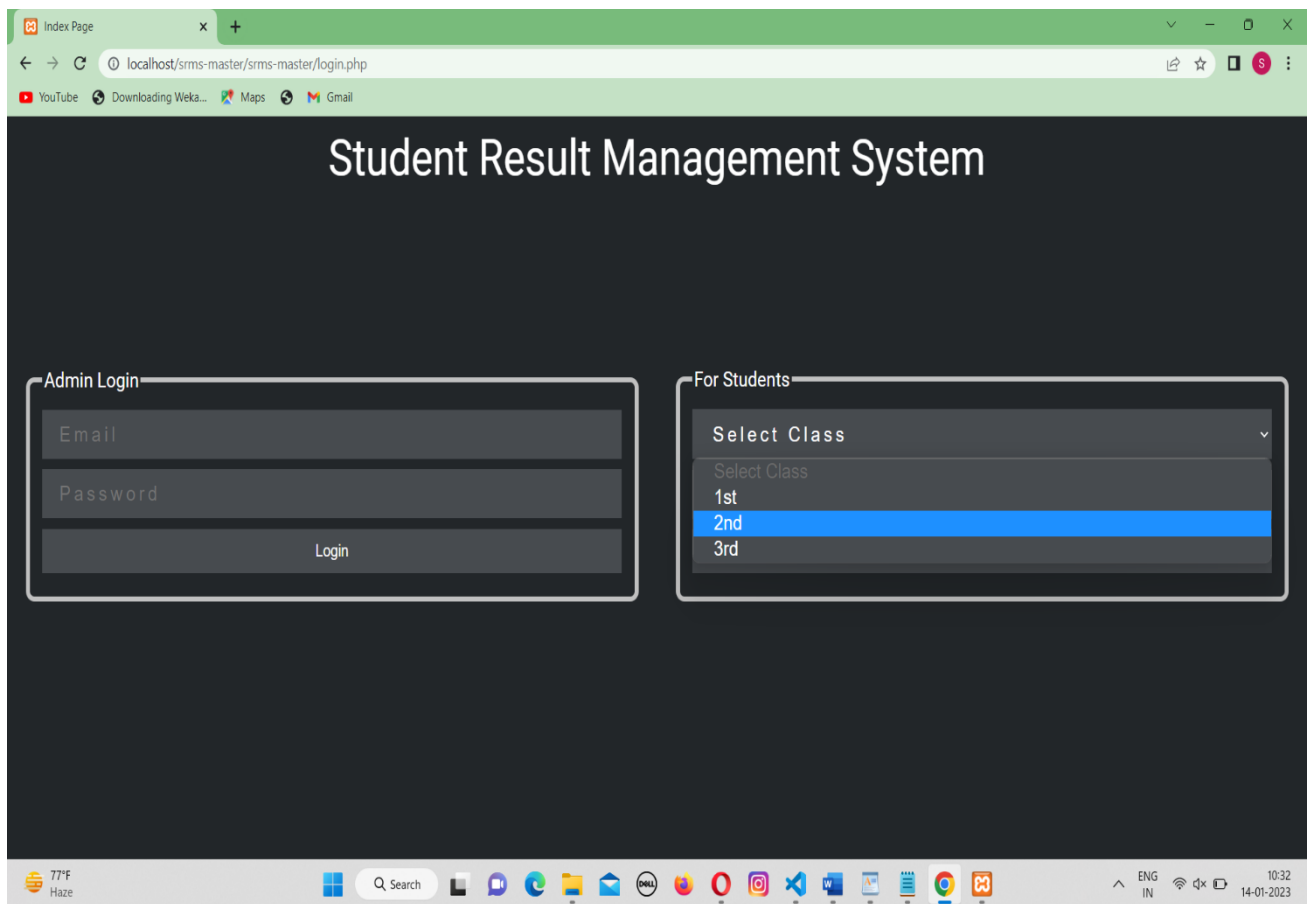 Index Page
localhost/srms-master/srms-master/login.php
YouTube
Downloading Weka...
Maps
Gmail
Student Result Management System
Admin Login
Email
Password
Login
For Students
Select Class
Select Class
1st
2nd
3rd
77°F
Haze
Search
DELL
ENG
IN
10:32
14-01-2023
S